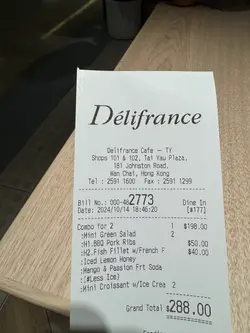 Délifrance
Delifrance Cafe - TY
Shops 101 & 102, Tai Yau Plaza,
181 Johnston Road,
Wan Chai, Hong Kong
Tel : 2591 1600 Fax : 2591 1299
Bill No.: 000-462773
Date: 2024/10/14 18:46:20 Dine In
[#177]
Combo for 2 1 $198.00
:Mini Green Salad 2
:H1.BBQ Pork Ribs $50.00
:H2.Fish Fillet w/French F $40.00
:Iced Lemon Honey
:Mango & Passion Frt Soda
:(#Less Ice)
:Mini Croissant w/Ice Crea 2
Grand Total $288.00